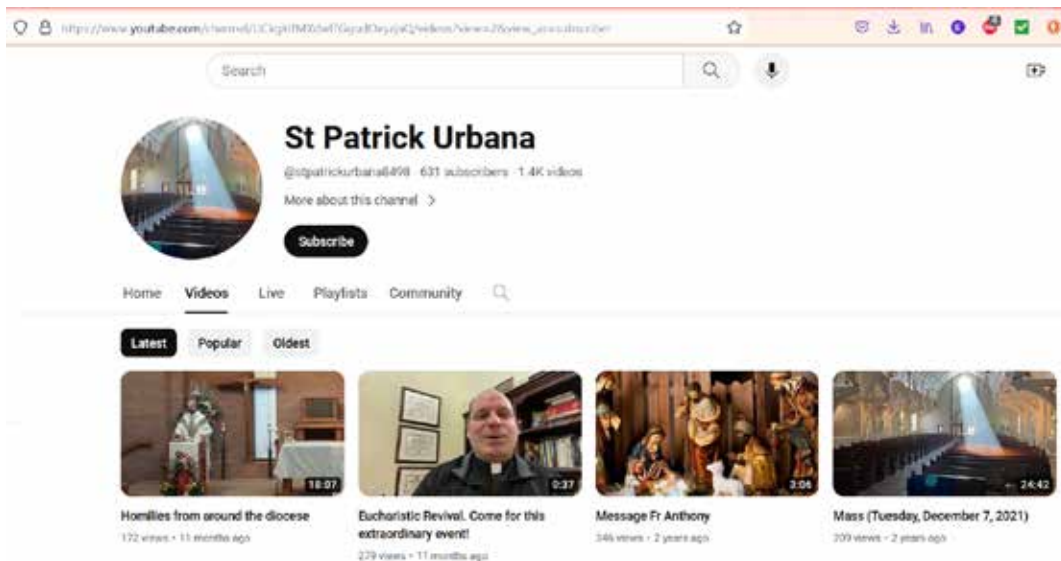 Search
St Patrick Urbana
@stpatrickurbana8498 631 subscribers 1.4K videos
More about this channel >
Subscribe
Home Videos Live Playlists Community
Latest Popular Oldest
18:07 0:37 3:06 24:42
Homilies from around the diocese
172 views • 11 months ago
Eucharistic Revival. Come for this
extraordinary event!
279 views • 11 months ago
Message Fr Anthony
346 views • 2 years ago
Mass (Tuesday, December 7, 2021)
209 views • 2 years ago